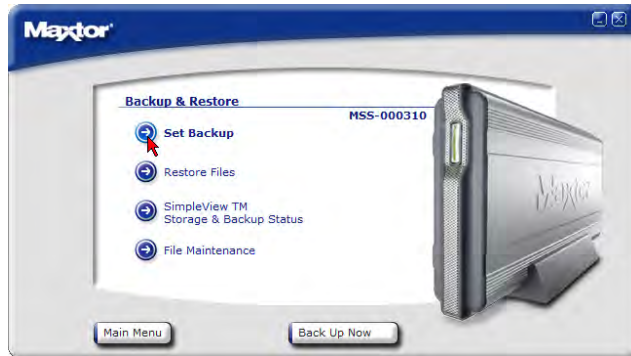 Maxtor
Backup & Restore
MSS-000310
Set Backup
Restore Files
SimpleView TM
Storage & Backup Status
File Maintenance
Maxtor
Main Menu
Back Up Now